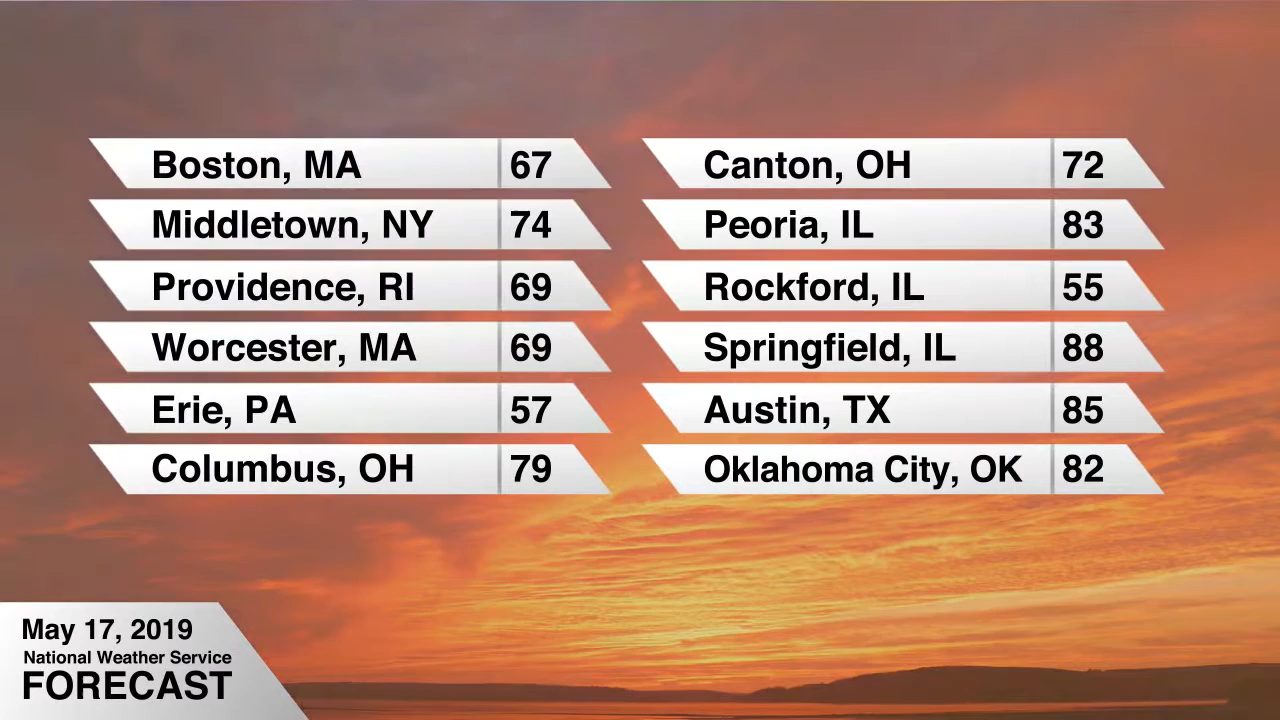 Boston, MA 67
Middletown, NY 74
Providence, RI 69
Worcester, MA 69
Erie, PA 57
Columbus, OH 79
Canton, OH 72
Peoria, IL 83
Rockford, IL 55
Springfield, IL 88
Austin, TX 85
Oklahoma City, OK 82
May 17, 2019
National Weather Service
FORECAST